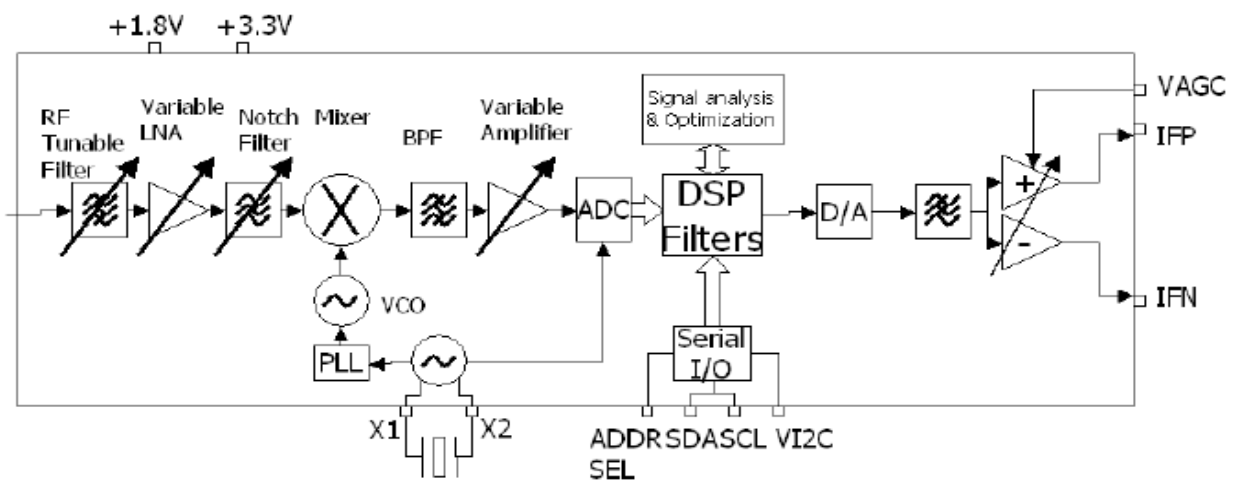 +1.8V
+3.3V
RF
Tunable
Filter
Variable
LNA
Notch
Filter
Mixer
BPF
Variable
Amplifier
Signal analysis
& Optimization
VAGC
IFP
ADC
DSP
Filters
D/A
+
-
VCO
IFN
PLL
Serial
I/O
X1
X2
ADDR
SEL
SDA
SCL
VI2C